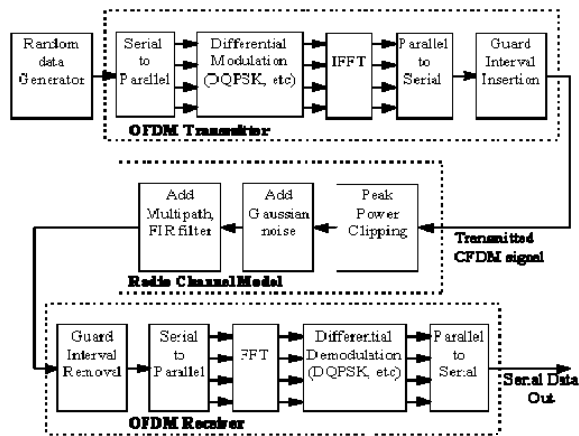 Random
data
Generator
Serial
to
Parallel
Differential
Modulation
(DQPSK, etc)
IFFT
Parallel
to
Serial
Guard
Interval
Insertion
OFDM Transmitter
Add
Multipath,
FIR filter
Add
Gaussian
noise
Peak
Power
Clipping
Transmitted
OFDM signal
Radio Channel Model
Guard
Interval
Removal
Serial
to
Parallel
FFT
Differential
Demodulation
(DQPSK, etc)
Parallel
to
Serial
Serial Data
Out
OFDM Receiver